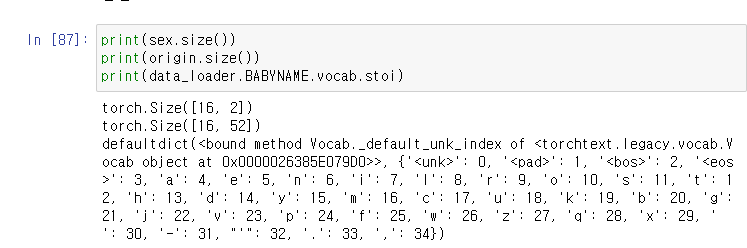 In [87]: print(sex.size())
print(origin.size())
print(data_loader.BABYNAME.vocab.stoi)
torch.Size([16, 2])
torch.Size([16, 52])
defaultdict(<bound method Vocab._default_unk_index of <torchtext.legacy.vocab.V
ocab object at 0x0000026385E079D0>>, {'<unk>': 0, '<pad>': 1, '<bos>': 2, '<eos
>': 3, 'a': 4, 'e': 5, 'n': 6, 'i': 7, 'l': 8, 'r': 9, 'o': 10, 's': 11, 't': 1
2, 'h': 13, 'd': 14, 'y': 15, 'm': 16, 'c': 17, 'u': 18, 'k': 19, 'b': 20, 'g':
21, 'j': 22, 'v': 23, 'p': 24, 'f': 25, 'w': 26, 'z': 27, 'q': 28, 'x': 29, '
': 30, '-': 31, "'": 32, '.': 33, ',': 34})